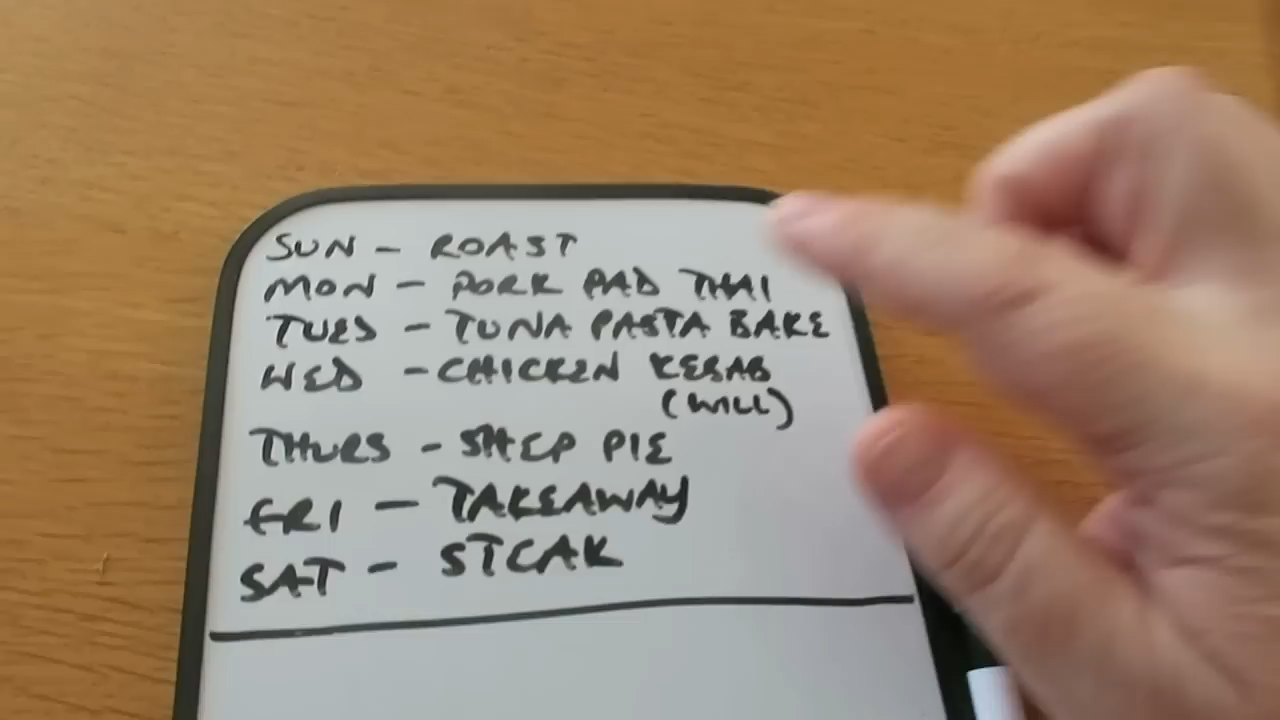 SUN - ROAST
MON - PORK PAD THAI
TUES - TUNA PASTA BAKE
WED - CHICKEN KEBAB
(WILL)
THURS - SHEP PIE
FRI - TAKEAWAY
SAT - STEAK